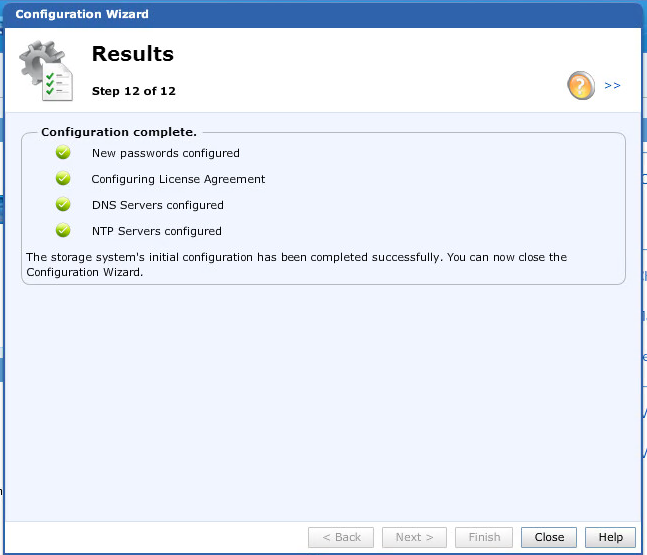 Configuration Wizard
Results
Step 12 of 12
?
>>
Configuration complete.
New passwords configured
Configuring License Agreement
DNS Servers configured
NTP Servers configured
The storage system's initial configuration has been completed successfully. You can now close the
Configuration Wizard.
< Back
Next >
Finish
Close
Help